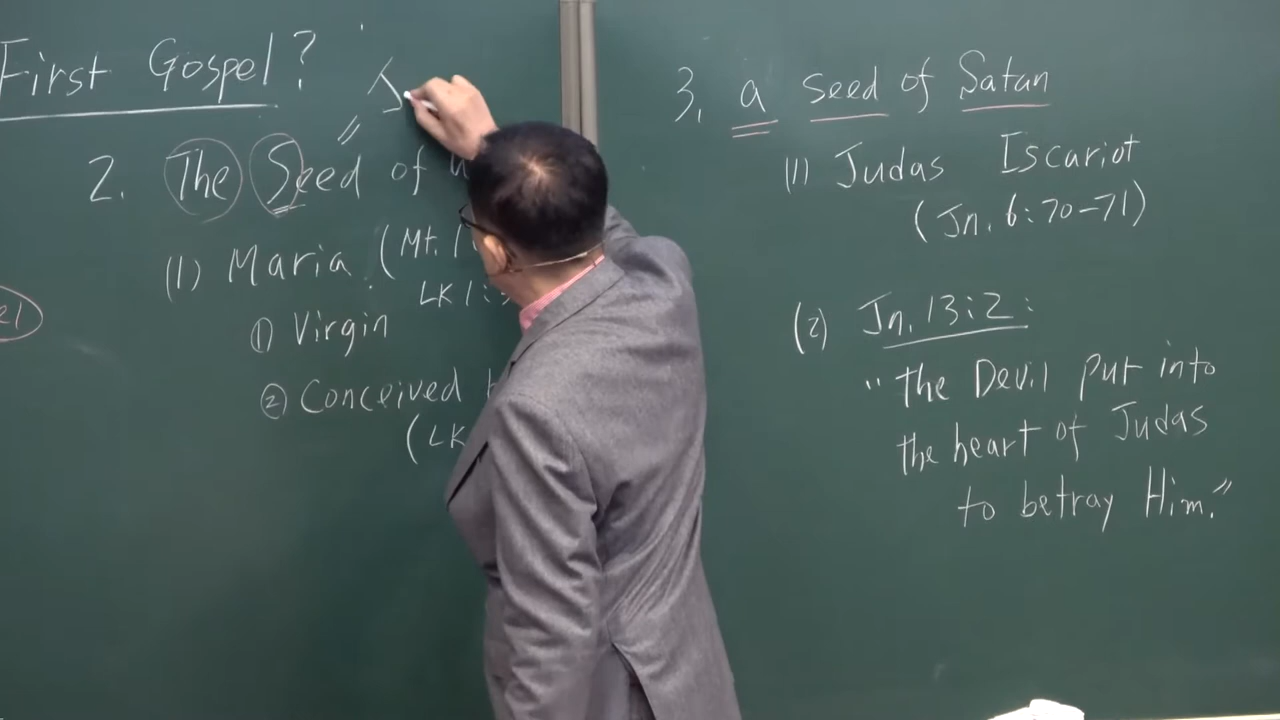 First Gospel?
2. The Seed of
(1) Maria. (Mt. 1
LK 1:
① Virgin
② Conceived
(LK
3. a seed of Satan
(1) Judas Iscariot
(Jn. 6:70-71)
(2) Jn. 13:2:
"the Devil put into
the heart of Judas
to betray Him."